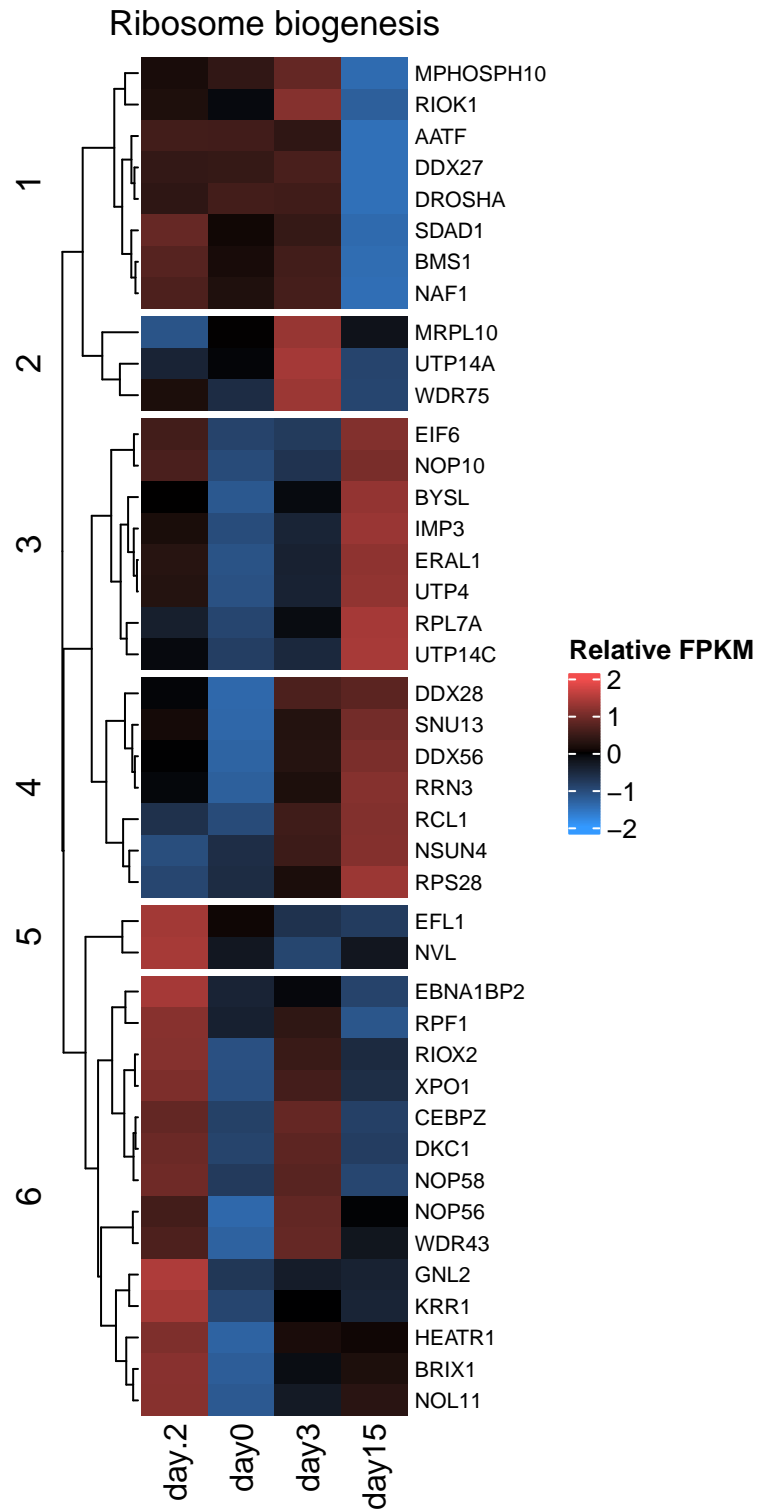 Ribosome biogenesis
1
MPHOSPH10
RIOK1
AATF
DDX27
DROSHA
SDAD1
BMS1
NAF1
2
MRPL10
UTP14A
WDR75
3
EIF6
NOP10
BYSL
IMP3
ERAL1
UTP4
RPL7A
UTP14C
4
DDX28
SNU13
DDX56
RRN3
RCL1
NSUN4
RPS28
5
EFL1
NVL
6
EBNA1BP2
RPF1
RIOX2
XPO1
CEBPZ
DKC1
NOP58
NOP56
WDR43
GNL2
KRR1
HEATR1
BRIX1
NOL11
day.2 day0 day3 day15
Relative FPKM
2
1
0
−1
−2